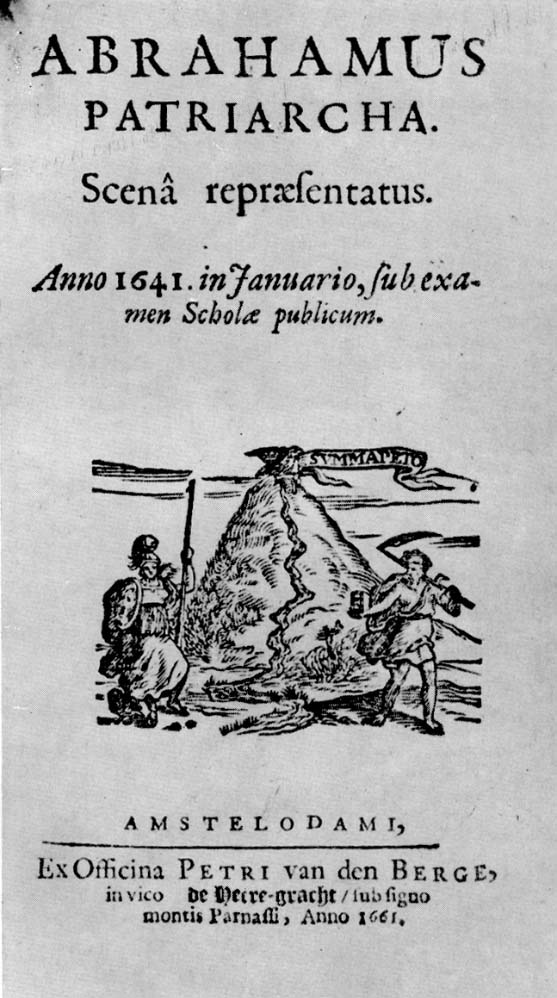 ABRAHAMUS
PATRIARCHA.
Scenâ repræſentatus.
Anno 1641. in Januario, ſub exa-
men Scholæ publicum.
SVMMA PETO
AMSTELODAMI,
Ex Officina PETRI van den BERGE,
in vico de Heere-gracht / ſub ſigno
montis Parnaſſi, Anno 1661.